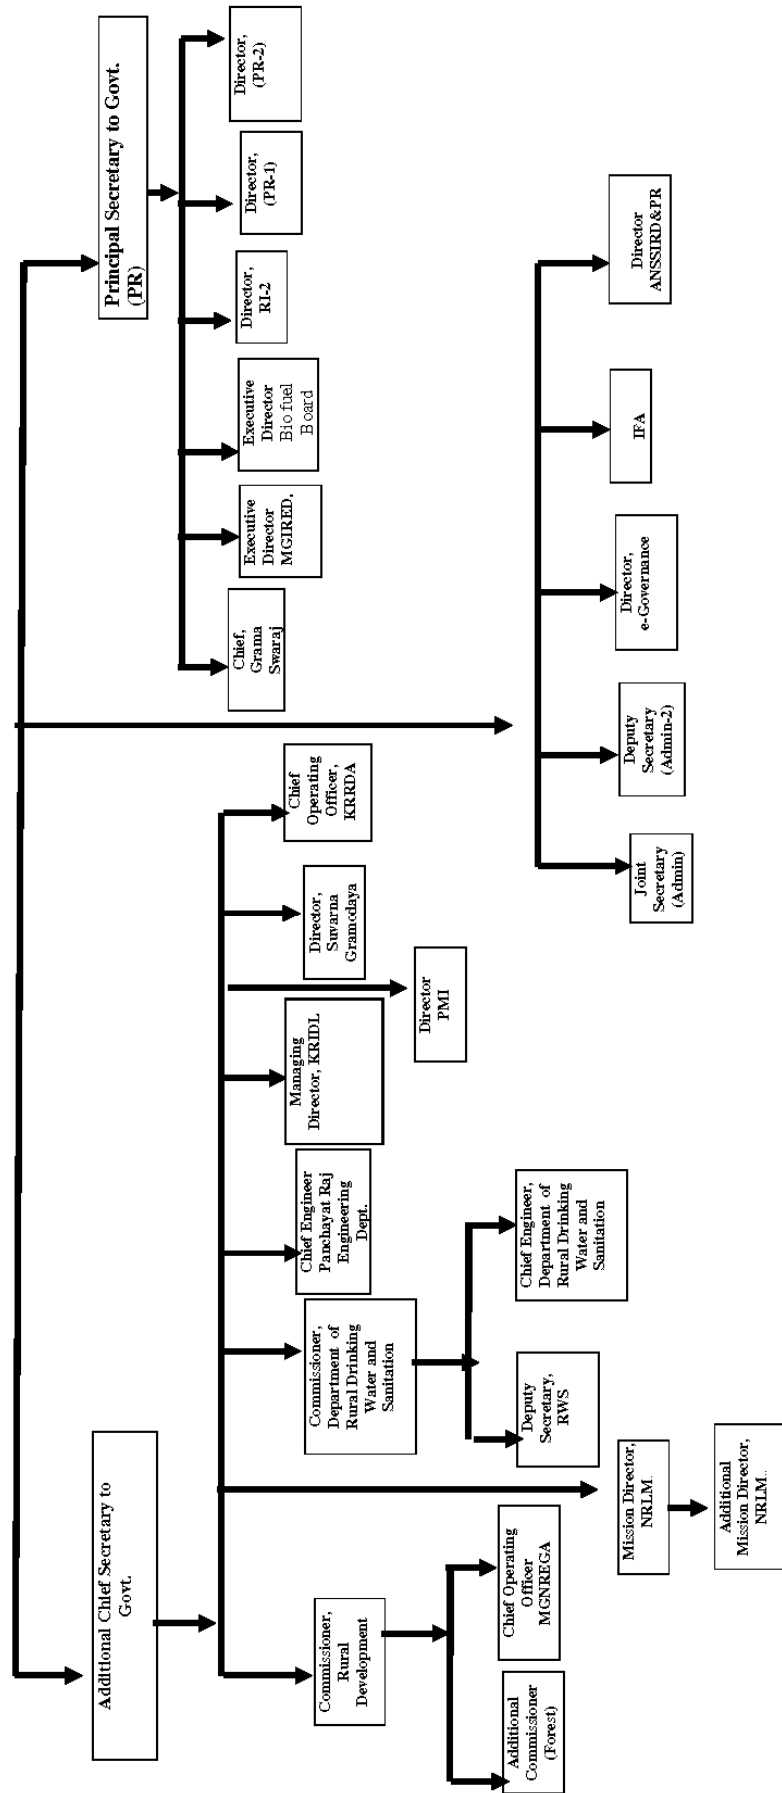 Additional Chief Secretary to
Govt.
Principal Secretary to Govt.
(PR)
Commissioner,
Rural
Development
Commissioner,
Department of
Rural Drinking
Water and
Sanitation
Chief Engineer
Panchayat Raj
Engineering
Dept.
Managing
Director, KRIDL
Director,
Suvarna
Gramodaya
Chief
Operating
Officer,
KRRDA
Chief,
Grama
Swaraj
Executive
Director
MGIRED,
Executive
Director
Bio fuel
Board
Director,
RI-2
Director,
(PR-1)
Director,
(PR-2)
Director
PMI
Additional
Commissioner
(Forest)
Chief Operating
Officer
MGNREGA
Deputy
Secretary,
RWS
Chief Engineer,
Department of
Rural Drinking
Water and
Sanitation
Mission Director,
NRLM.
Additional
Mission Director,
NRLM..
Joint
Secretary
(Admin)
Deputy
Secretary
(Admin-2)
Director,
e-Governance
IFA
Director
ANSSIRD&PR